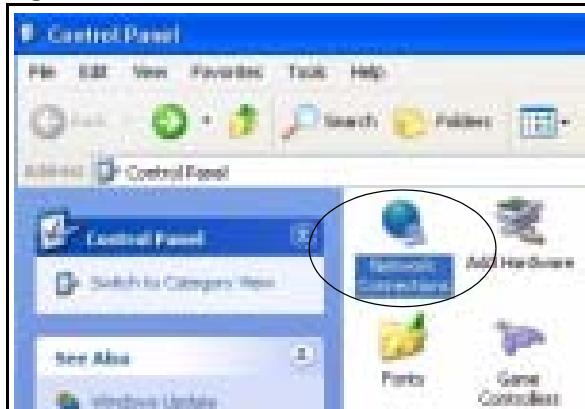 Control Panel
File Edit View Favorites Tools Help
Back Search Folders
Address Control Panel
Control Panel
Switch to Category View
Network Connections
Add Hardware
See Also
Windows Update
Fonts
Game Controllers